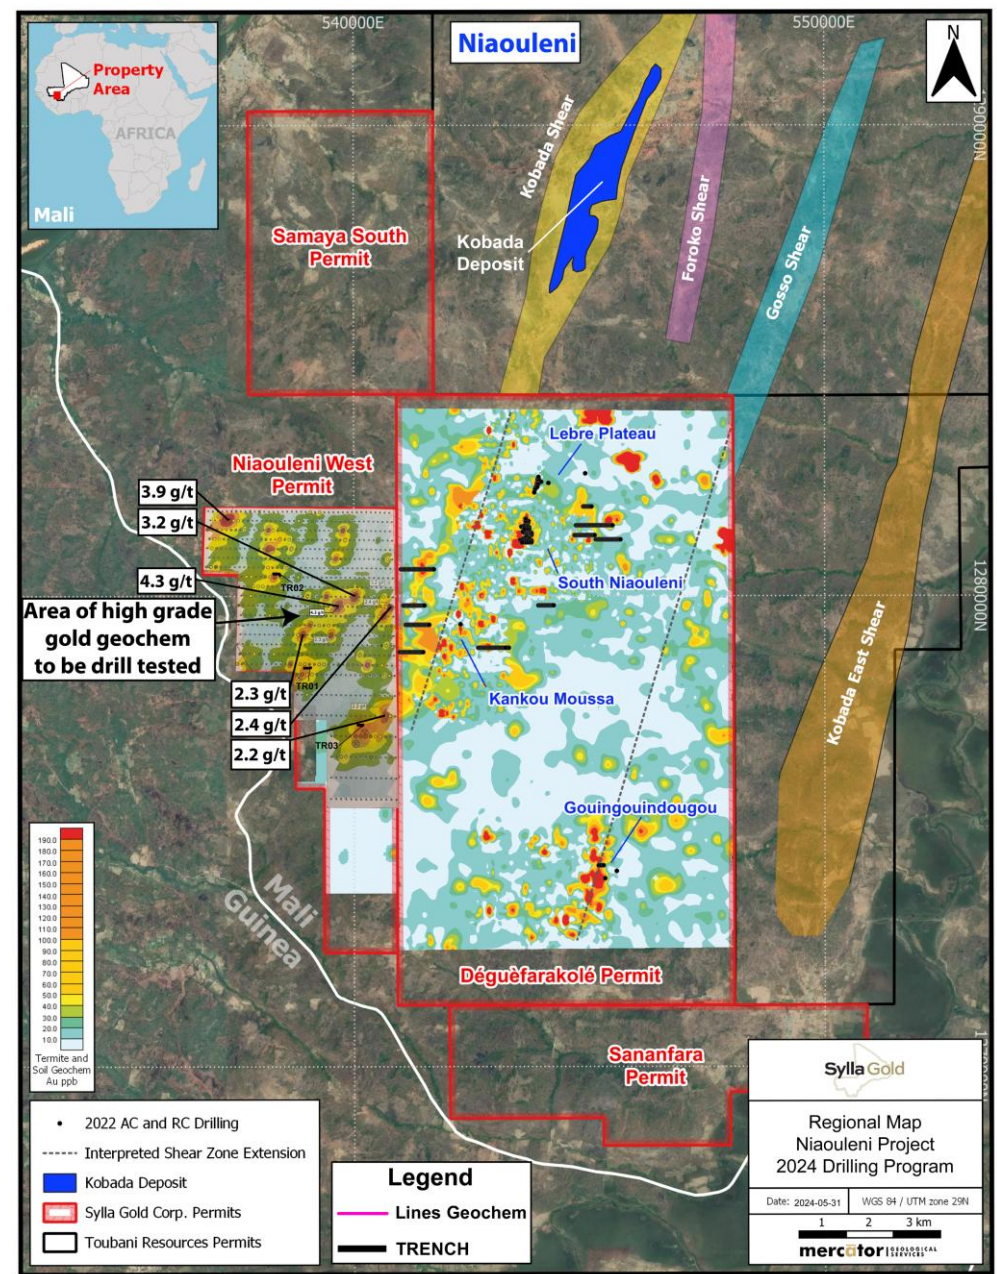 540000E
550000E
Niaouleni
N
Property
Area
AFRICA
Mali
1290000N
Kobada Shear
Foroko Shear
Gosso Shear
Kobada
Deposit
Samaya South
Permit
Lebre Plateau
Niaouleni West
Permit
3.9 g/t
3.2 g/t
4.3 g/t
TR02
South Niaouleni
1280000N
Area of high grade
gold geochem
to be drill tested
Kobada East Shear
TR01
2.3 g/t
2.4 g/t
2.2 g/t
Kankou Moussa
TR03
Gouingouindougou
190.0
180.0
170.0
160.0
150.0
140.0
130.0
120.0
110.0
100.0
90.0
80.0
70.0
60.0
50.0
40.0
30.0
20.0
10.0
Termite and
Soil Geochem
Au ppb
Mali
Guinea
Déguèfarakolé Permit
Sananfara
Permit
Sylla Gold
Regional Map
Niaouleni Project
2024 Drilling Program
Date: 2024-05-31
WGS 84 / UTM zone 29N
1 2 3 km
mercator GEOLOGICAL SERVICES
2022 AC and RC Drilling
Interpreted Shear Zone Extension
Kobada Deposit
Sylla Gold Corp. Permits
Toubani Resources Permits
Legend
Lines Geochem
TRENCH